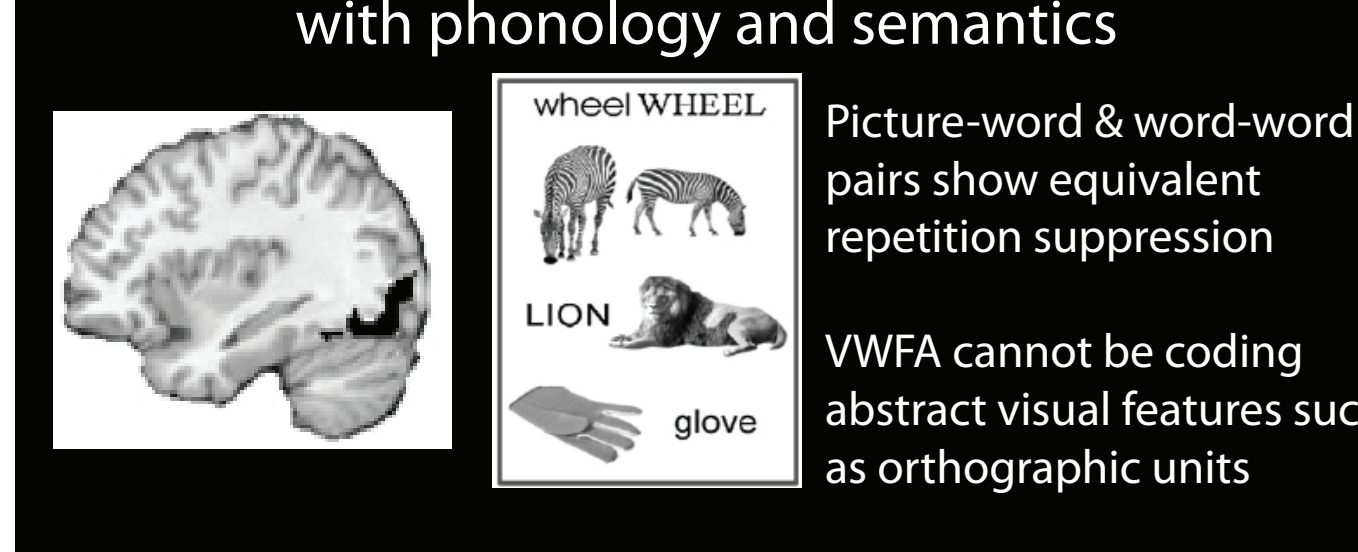 with phonology and semantics
wheel WHEEL
LION
glove
Picture-word & word-word
pairs show equivalent
repetition suppression
VWFA cannot be coding
abstract visual features suc
as orthographic units